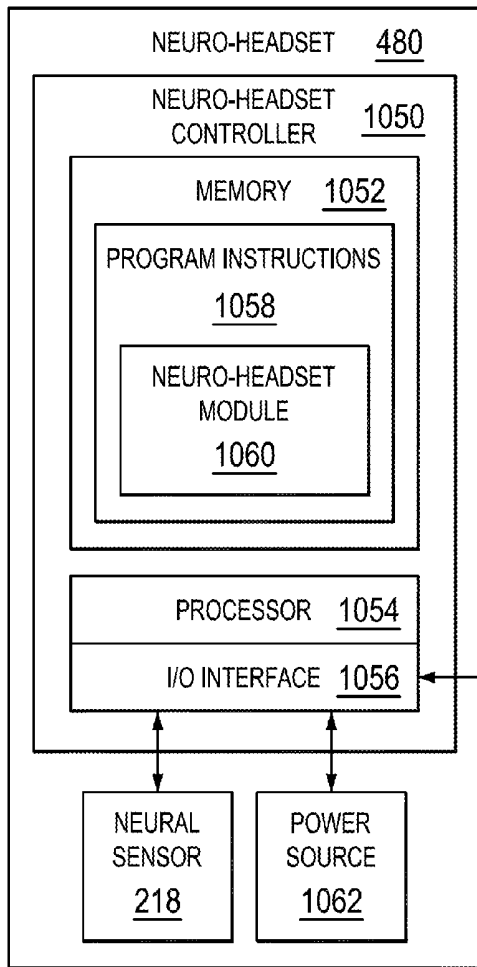 NEURO-HEADSET 480
NEURO-HEADSET
CONTROLLER 1050
MEMORY 1052
PROGRAM INSTRUCTIONS
1058
NEURO-HEADSET
MODULE
1060
PROCESSOR 1054
I/O INTERFACE 1056
NEURAL
SENSOR
218
POWER
SOURCE
1062